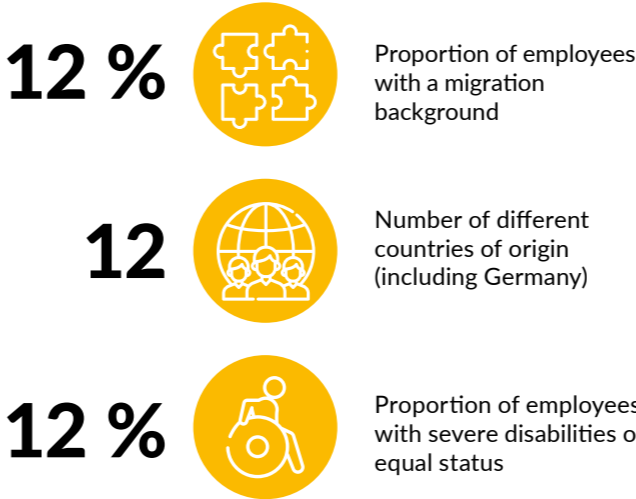 12 %
Proportion of employees
with a migration
background
12
Number of different
countries of origin
(including Germany)
12 %
Proportion of employees
with severe disabilities o
equal status